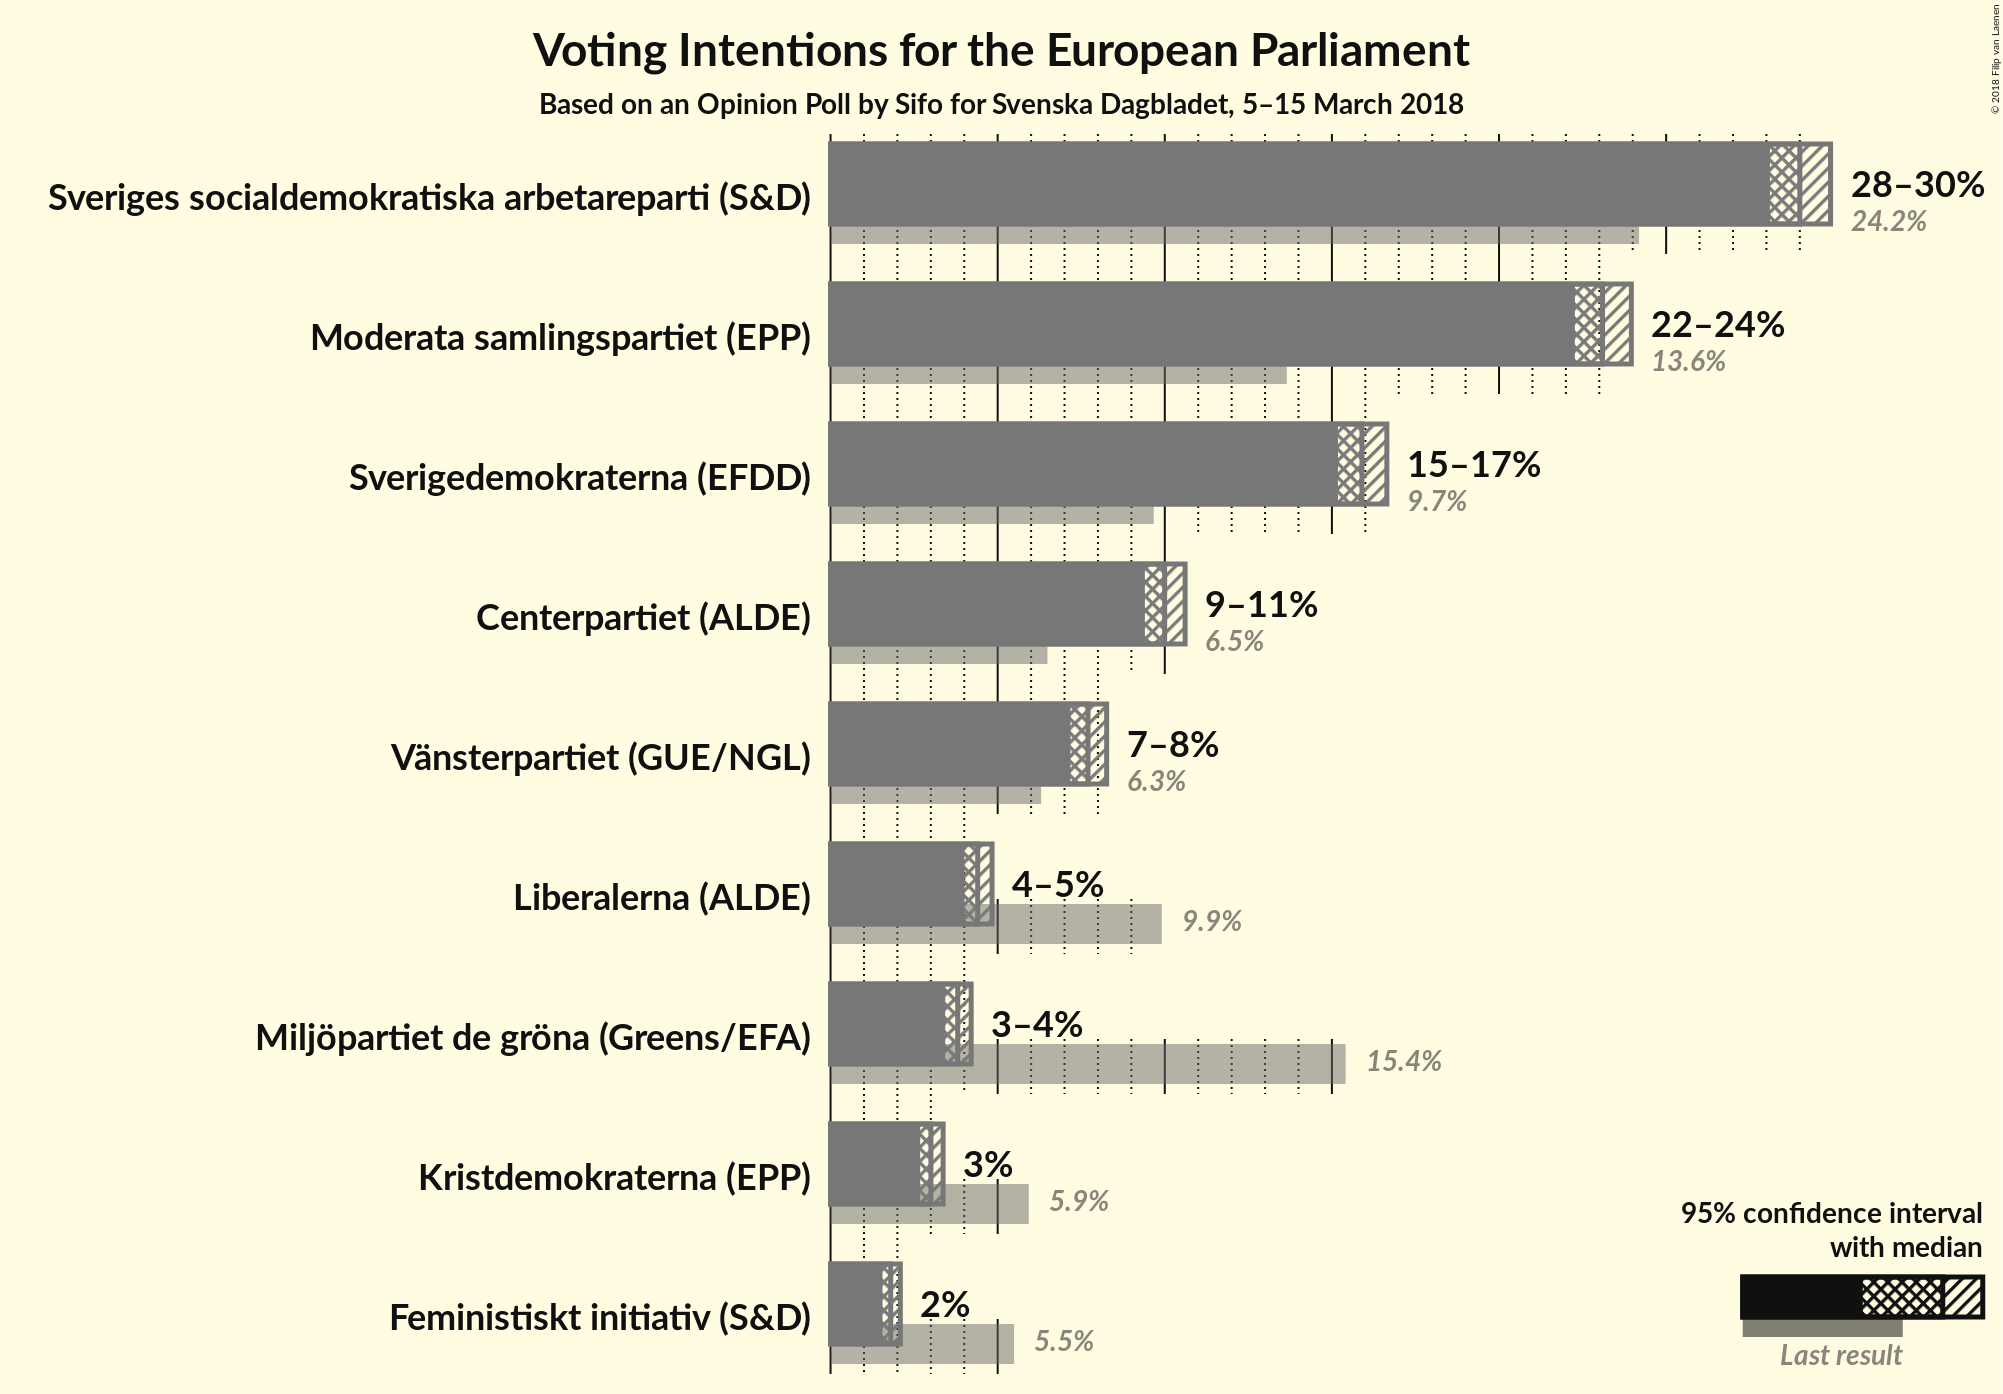 Voting Intentions for the European Parliament
Based on an Opinion Poll by Sifo for Svenska Dagbladet, 5–15 March 2018
© 2018 Filip van Laenen
Sveriges socialdemokratiska arbetareparti (S&D)
28–30%
24.2%
Moderata samlingspartiet (EPP)
22–24%
13.6%
Sverigedemokraterna (EFDD)
15–17%
9.7%
Centerpartiet (ALDE)
9–11%
6.5%
Vänsterpartiet (GUE/NGL)
7–8%
6.3%
Liberalerna (ALDE)
4–5%
9.9%
Miljöpartiet de gröna (Greens/EFA)
3–4%
15.4%
Kristdemokraterna (EPP)
3%
5.9%
Feministiskt initiativ (S&D)
2%
5.5%
95% confidence interval
with median
Last result